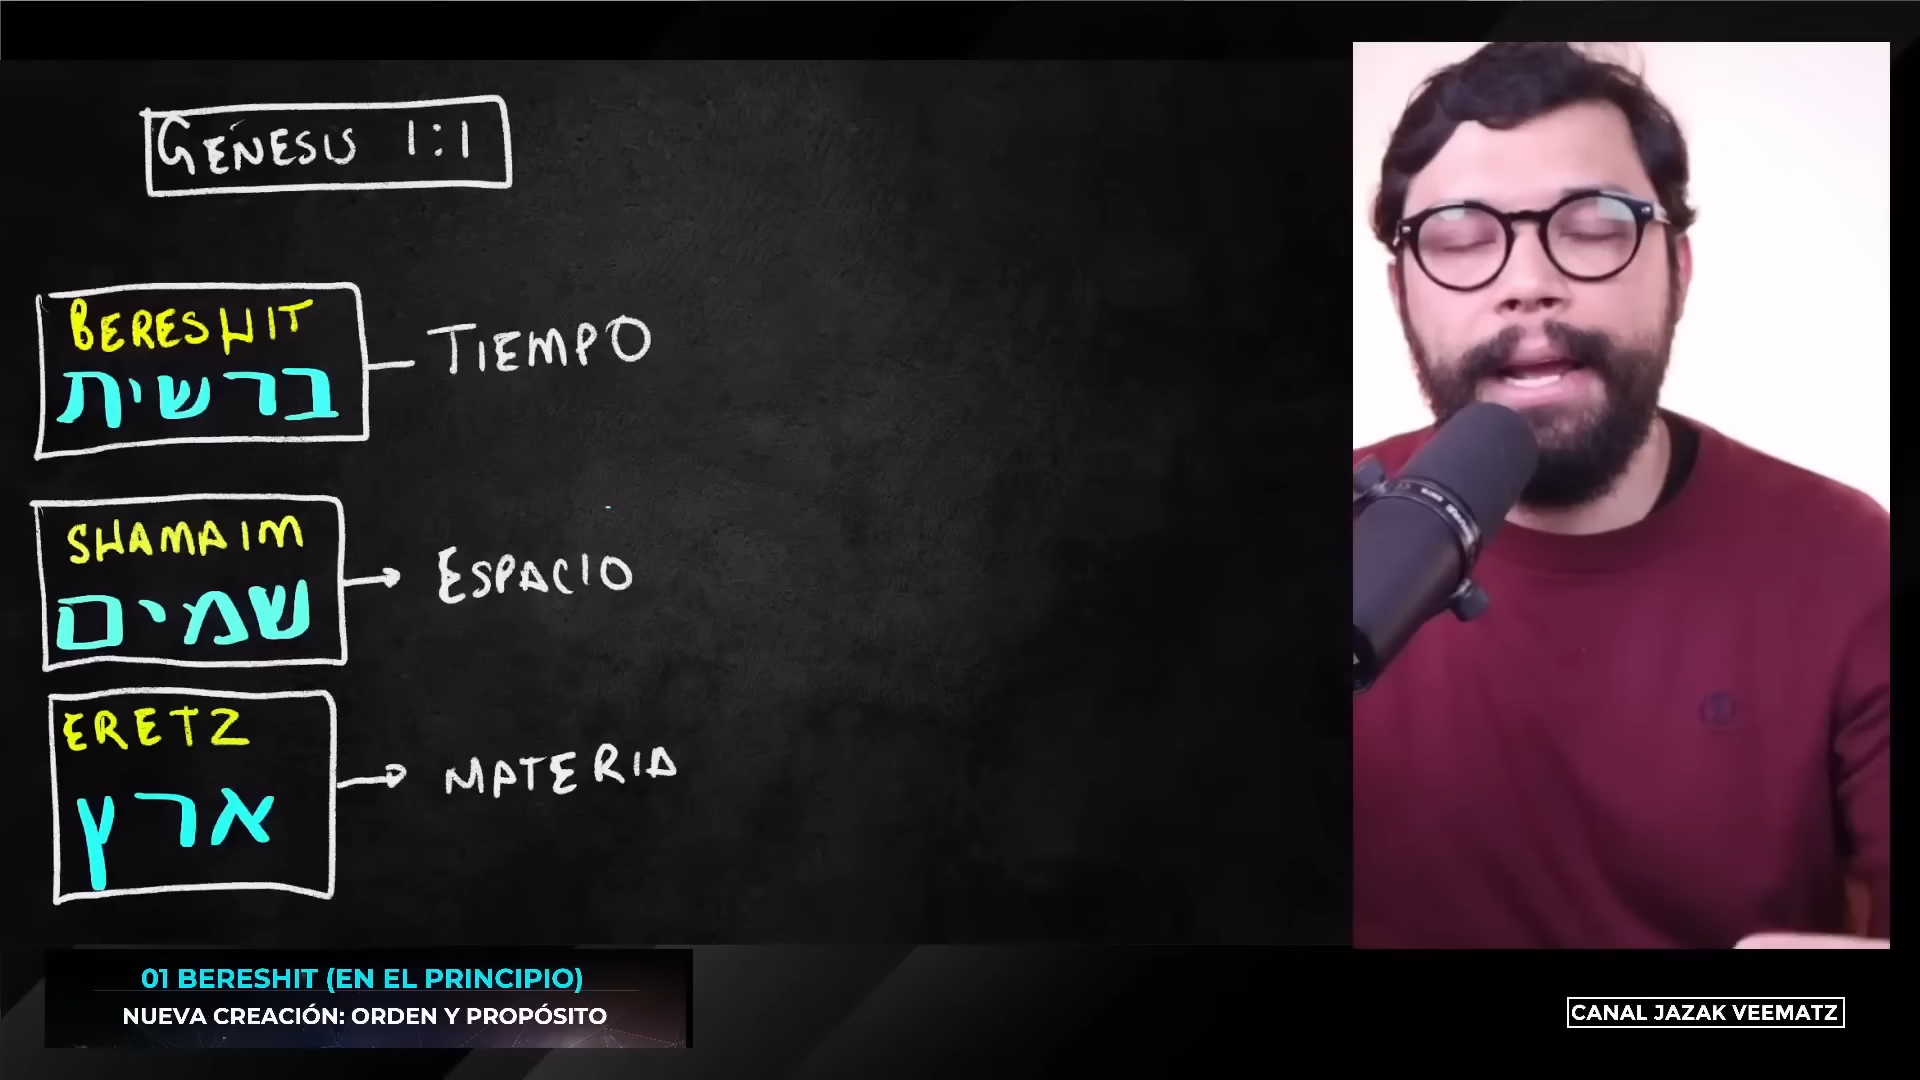 GÉNESIS 1:1
BERESHIT
ברשית
TIEMPO
SHAMAIM
שמים
ESPACIO
ERETZ
ארץ
MATERIA
01 BERESHIT (EN EL PRINCIPIO)
NUEVA CREACIÓN: ORDEN Y PROPÓSITO
CANAL JAZAK VEEMATZ